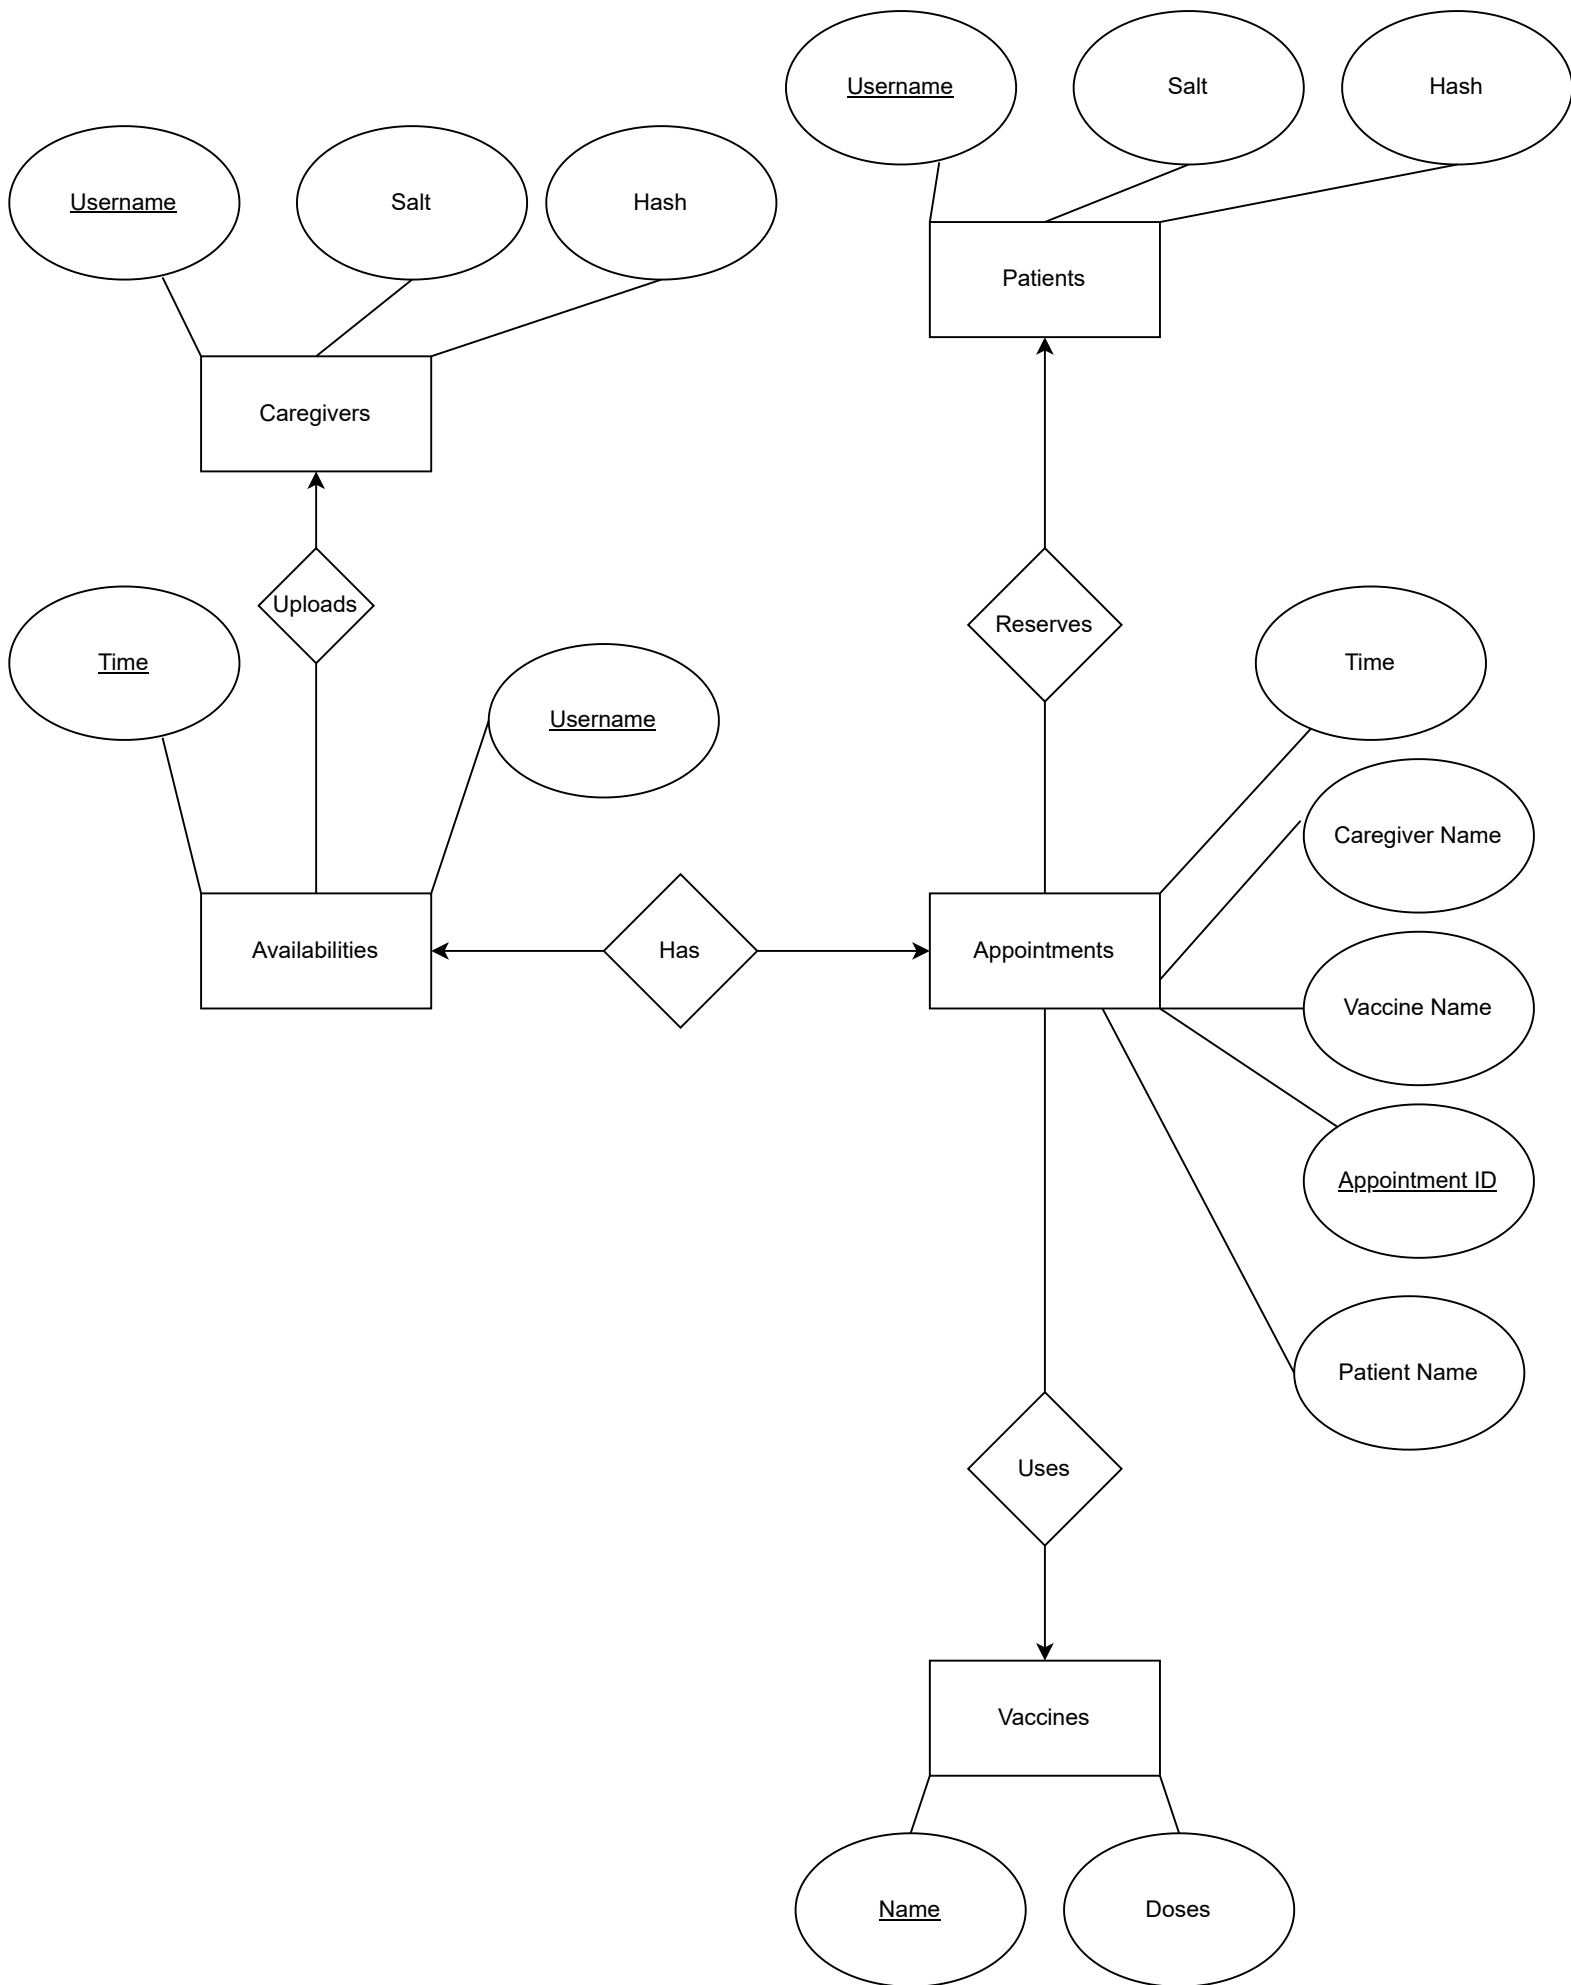 Username
Salt
Hash
Username
Salt
Hash
Patients
Caregivers
Uploads
Reserves
Time
Time
Username
Caregiver Name
Availabilities
Has
Appointments
Vaccine Name
Appointment ID
Patient Name
Uses
Vaccines
Name
Doses